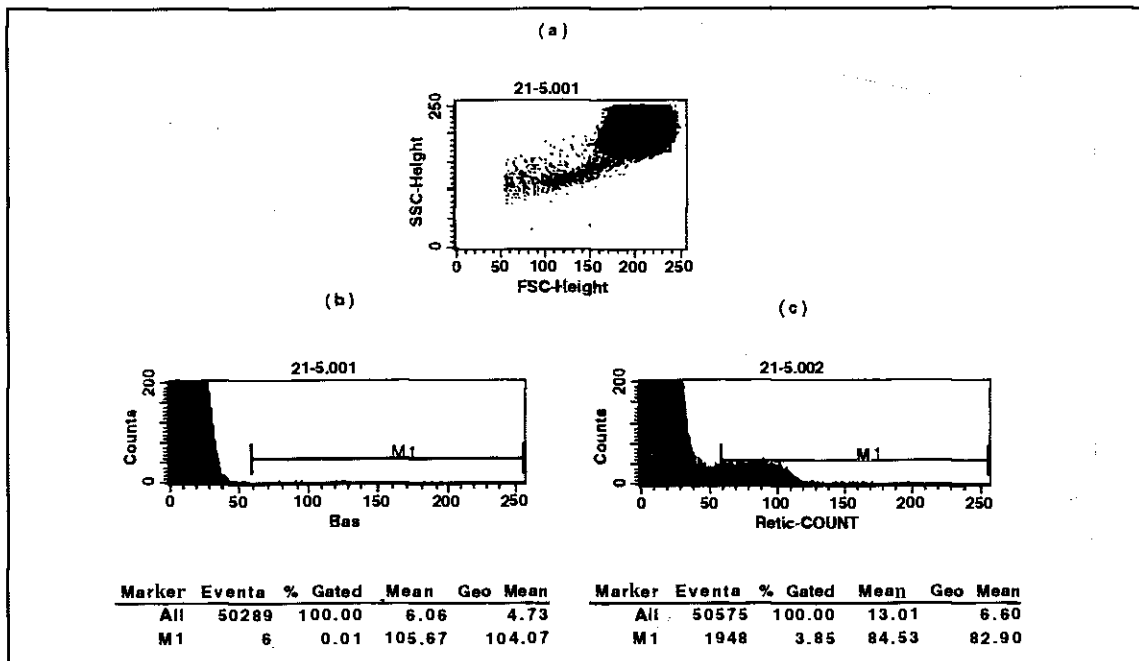 (a)
21-5.001
250
SSC-Height
0
0 50 100 150 200 250
FSC-Height
(b)
21-5.001
200
Counts
M1
0
0 50 100 150 200 250
Bas
(c)
21-5.002
200
Counts
M1
0
0 50 100 150 200 250
Retic-COUNT
Marker Eventa % Gated Mean Geo Mean
All 50289 100.00 6.06 4.73
M1 6 0.01 105.67 104.07
Marker Eventa % Gated Mean Geo Mean
All 50575 100.00 13.01 6.60
M1 1948 3.85 84.53 82.90